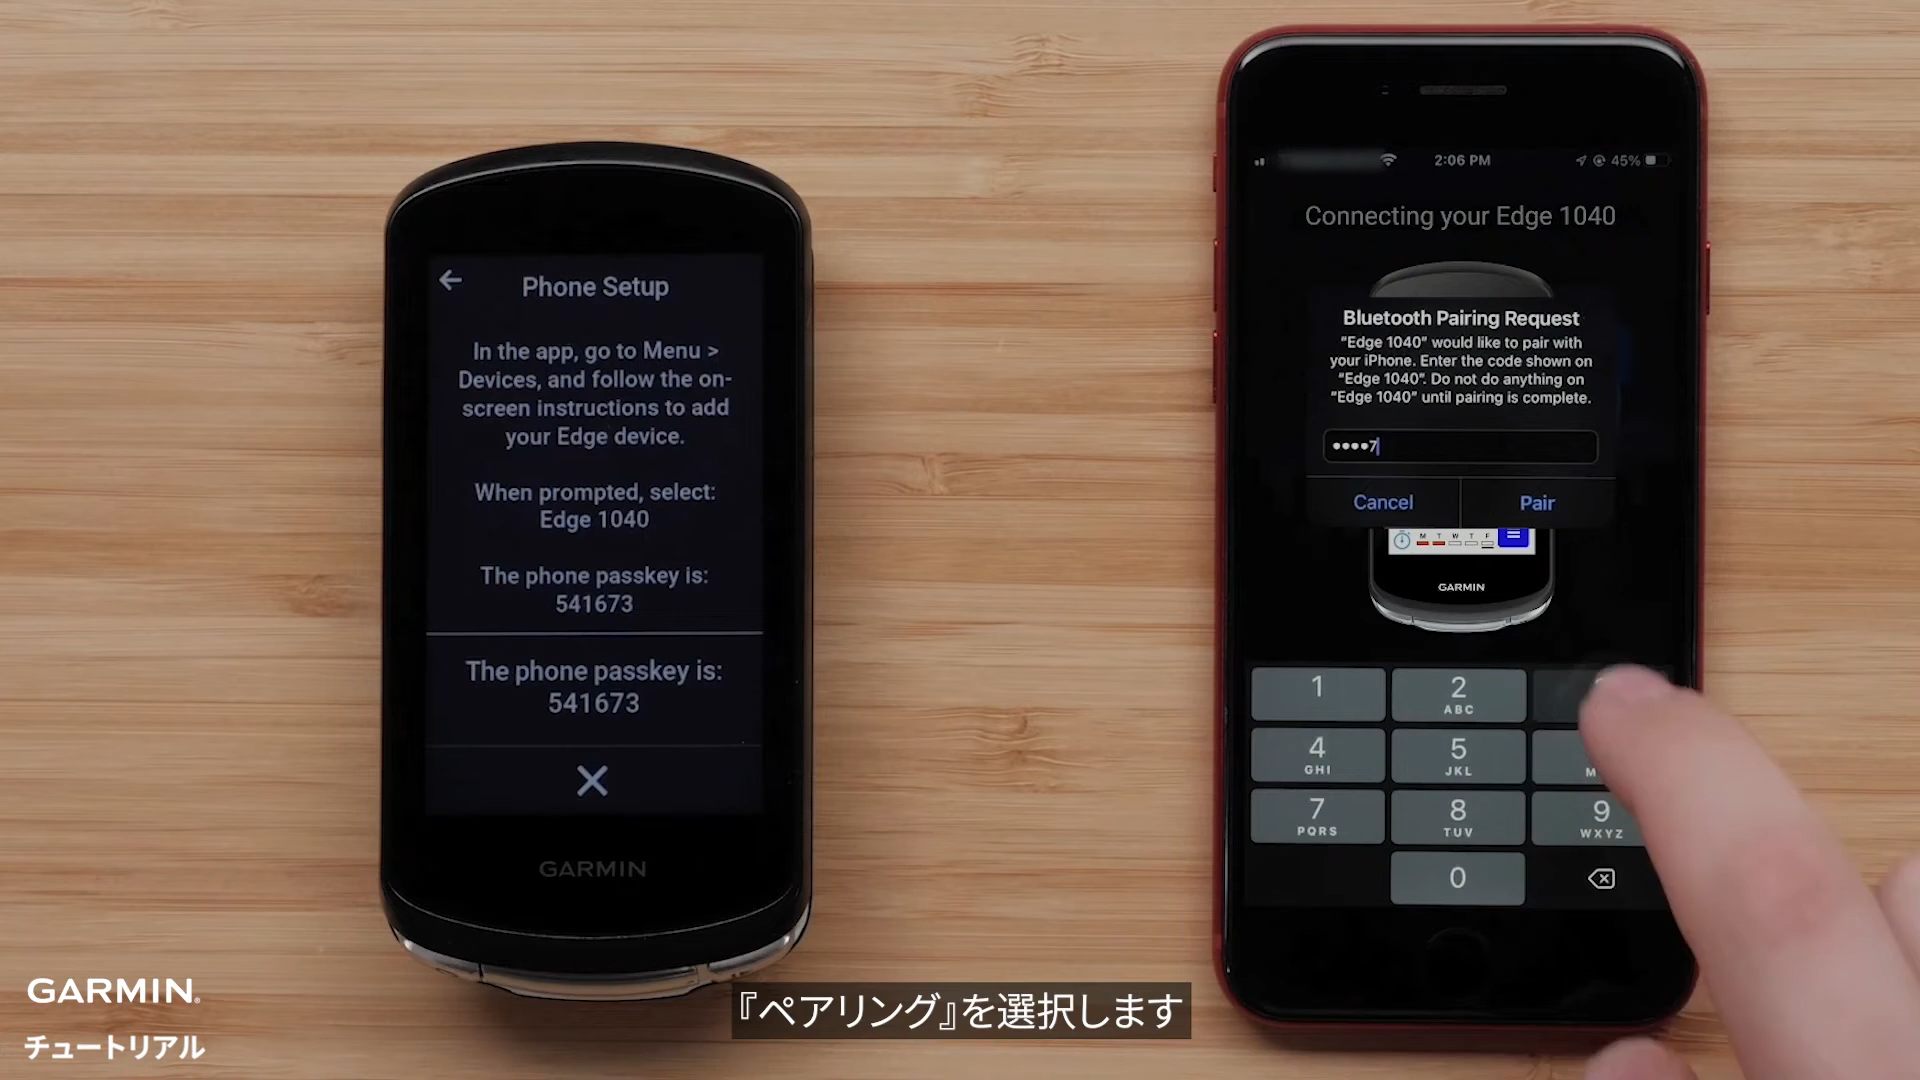 Phone Setup
In the app, go to Menu >
Devices, and follow the on-
screen instructions to add
your Edge device.
When prompted, select:
Edge 1040
The phone passkey is:
541673
The phone passkey is:
541673
GARMIN
2:06 PM
45%
Connecting your Edge 1040
Bluetooth Pairing Request
“Edge 1040” would like to pair with
your iPhone. Enter the code shown on
“Edge 1040”. Do not do anything on
“Edge 1040” until pairing is complete.
••••7
Cancel
Pair
M T W T F
GARMIN
1
2
ABC
4
GHI
5
JKL
7
PQRS
8
TUV
9
WXYZ
0
『ペアリング』を選択します
GARMIN.
チュートリアル